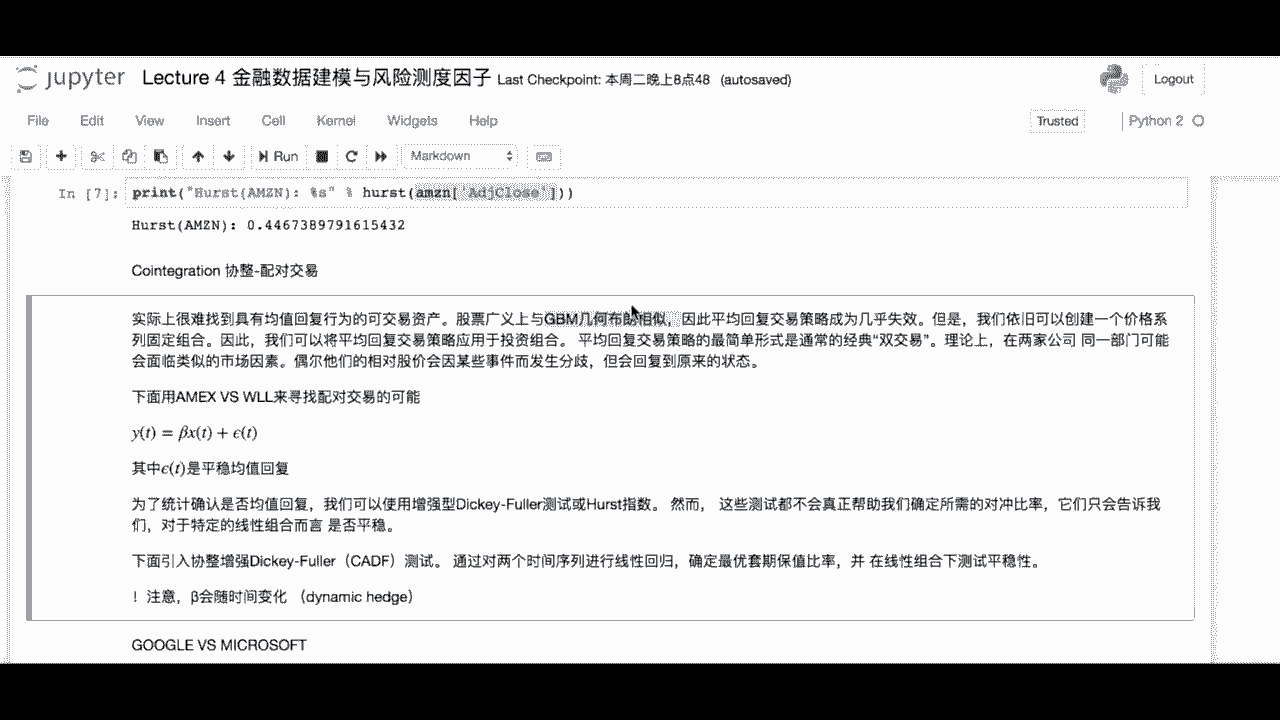 jupyter Lecture 4 金融数据建模与风险测度因子 Last Checkpoint: 本周二晚上8点48 (autosaved) Logout
File Edit View Insert Cell Kernel Widgets Help Trusted Python 2
Run Markdown
In [7]: print("Hurst(AMZN): %s" % hurst(amzn['AdjClose']))
Hurst(AMZN): 0.4467389791615432
Cointegration 协整-配对交易
实际上很难找到具有均值回复行为的可交易资产。股票广义上与GBM几何布朗相似，因此平均回复交易策略成为几乎失效。但是，我们依旧可以创建一个价格系
列固定组合。因此，我们可以将平均回复交易策略应用于投资组合。 平均回复交易策略的最简单形式是通常的经典“双交易”。理论上，在两家公司 同一部门可能
会面临类似的市场因素。偶尔他们的相对股价会因某些事件而发生分歧，但会回复到原来的状态。
下面用AMEX VS WLL来寻找配对交易的可能
y(t) = βx(t) + ϵ(t)
其中ϵ(t)是平稳均值回复
为了统计确认是否均值回复，我们可以使用增强型Dickey-Fuller测试或Hurst指数。 然而， 这些测试都不会真正帮助我们确定所需的对冲比率，它们只会告诉我
们，对于特定的线性组合而言 是否平稳。
下面引入协整增强Dickey-Fuller（CADF）测试。 通过对两个时间序列进行线性回归，确定最优套期保值比率，并 在线性组合下测试平稳性。
！ 注意，β会随时间变化 （dynamic hedge）
GOOGLE VS MICROSOFT